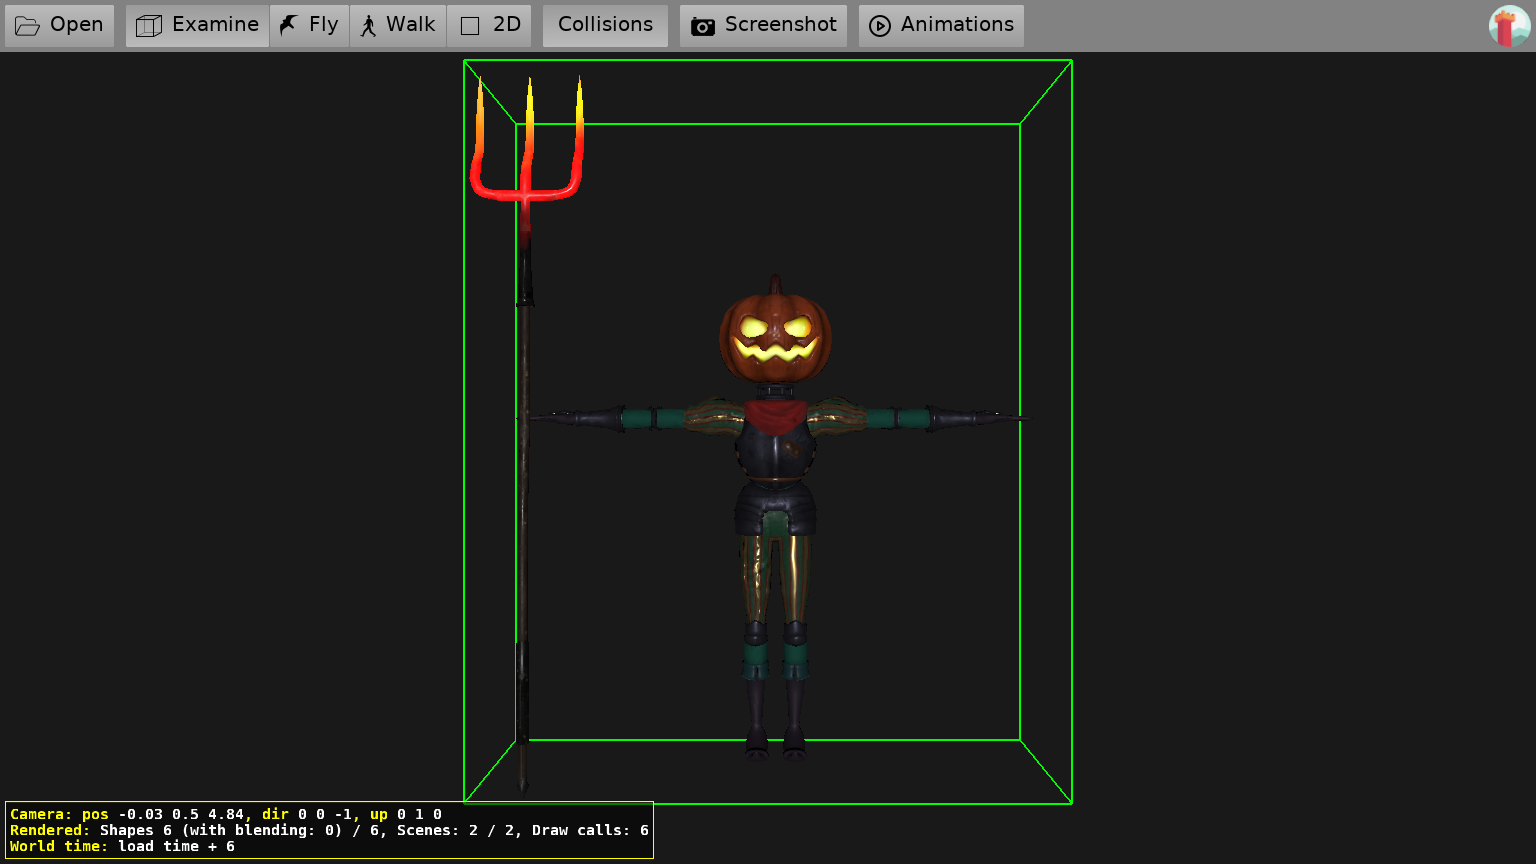 Open Examine Fly Walk 2D Collisions Screenshot Animations
Camera: pos -0.03 0.5 4.84, dir 0 0 -1, up 0 1 0
Rendered: Shapes 6 (with blending: 0) / 6, Scenes: 2 / 2, Draw calls: 6
World time: load time + 6